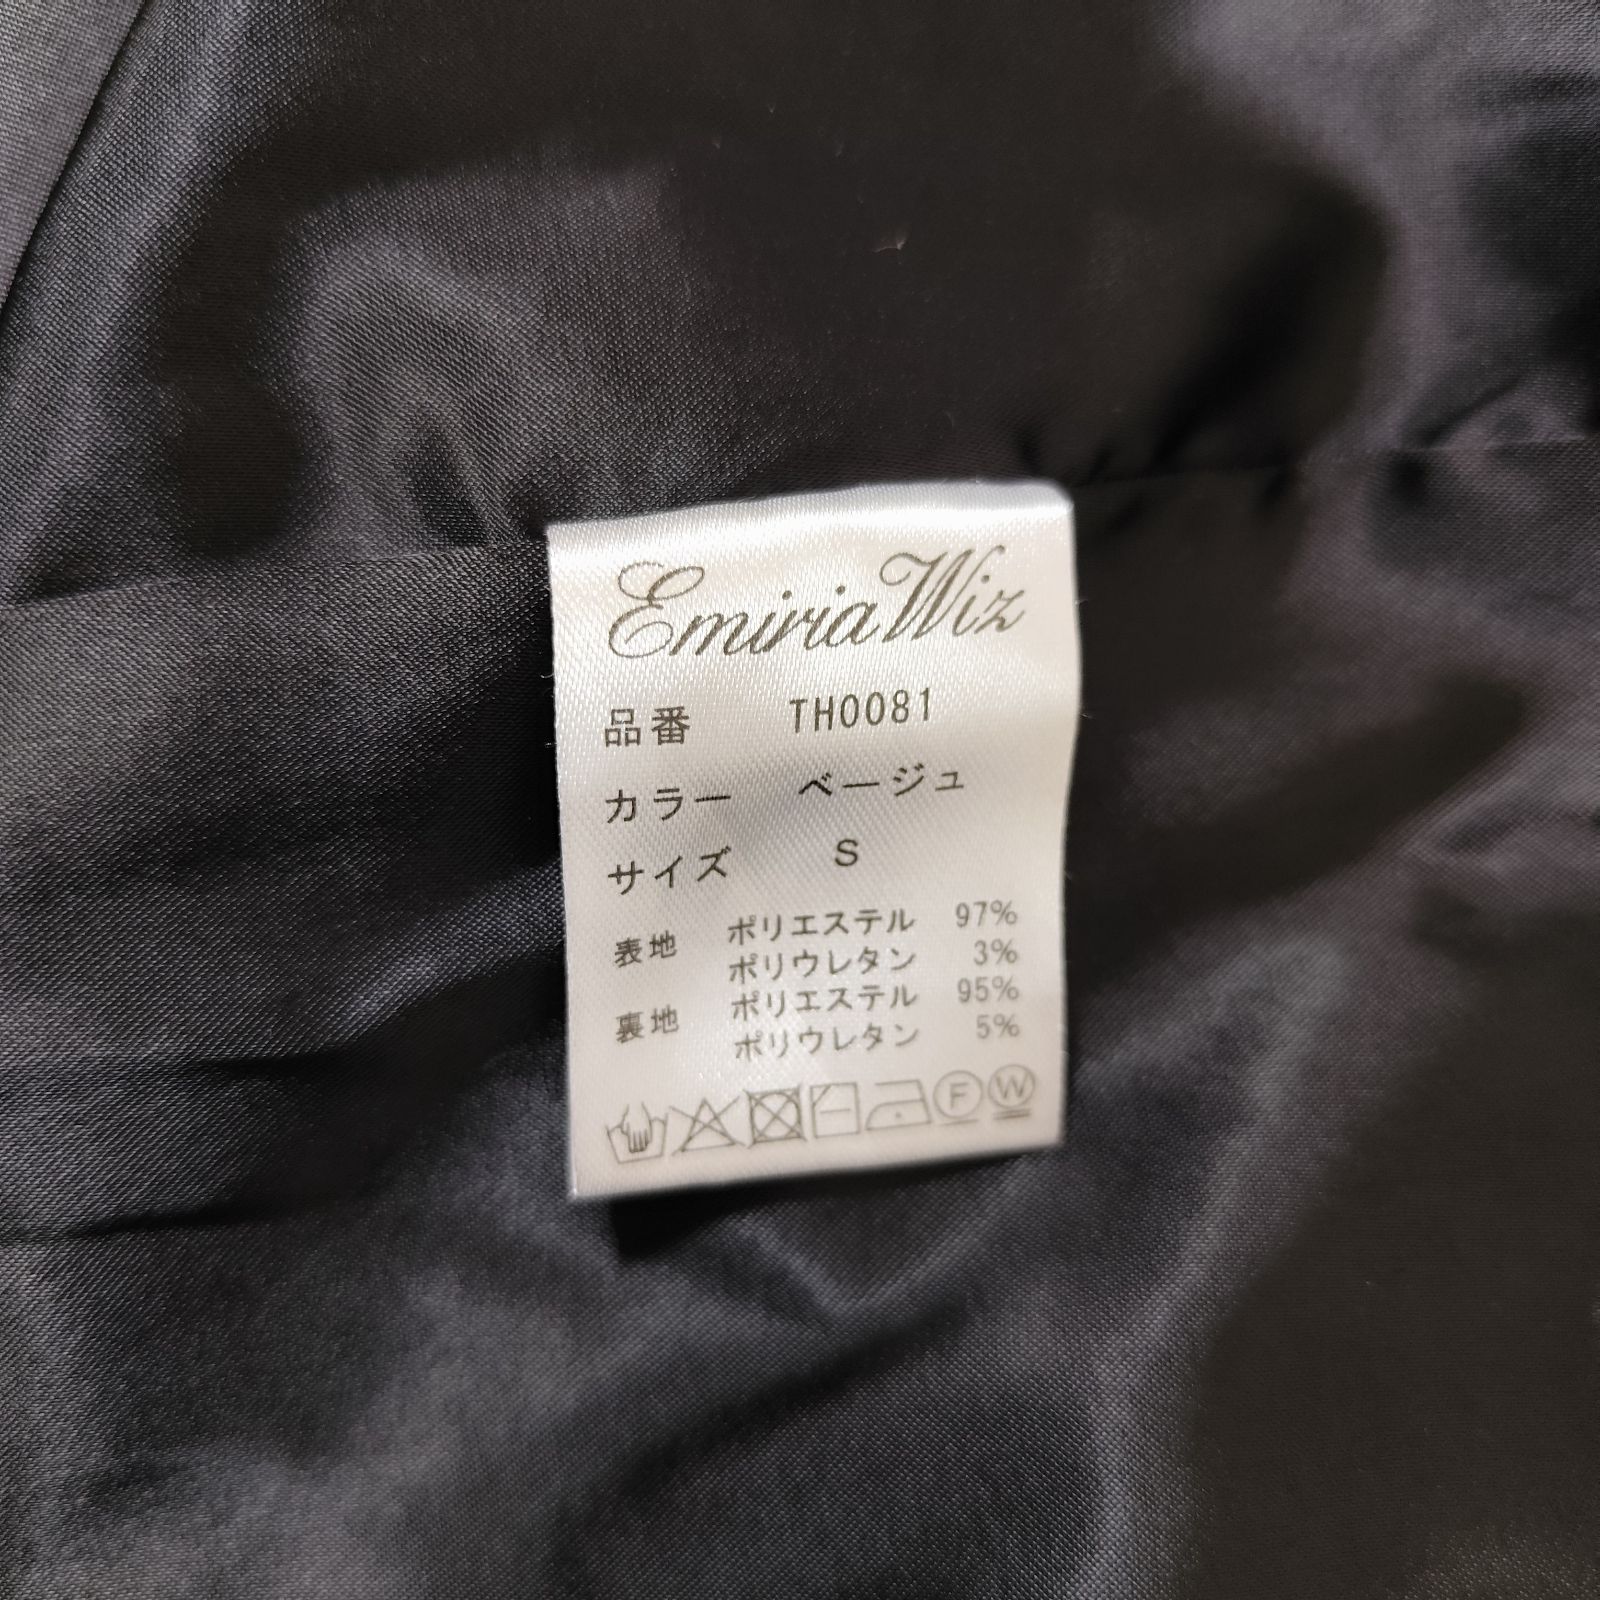 EmiriaWiz
品番 TH0081
カラー ベージュ
サイズ S
表地 ポリエステル 97%
ポリウレタン 3%
裏地 ポリエステル 95%
ポリウレタン 5%
F W